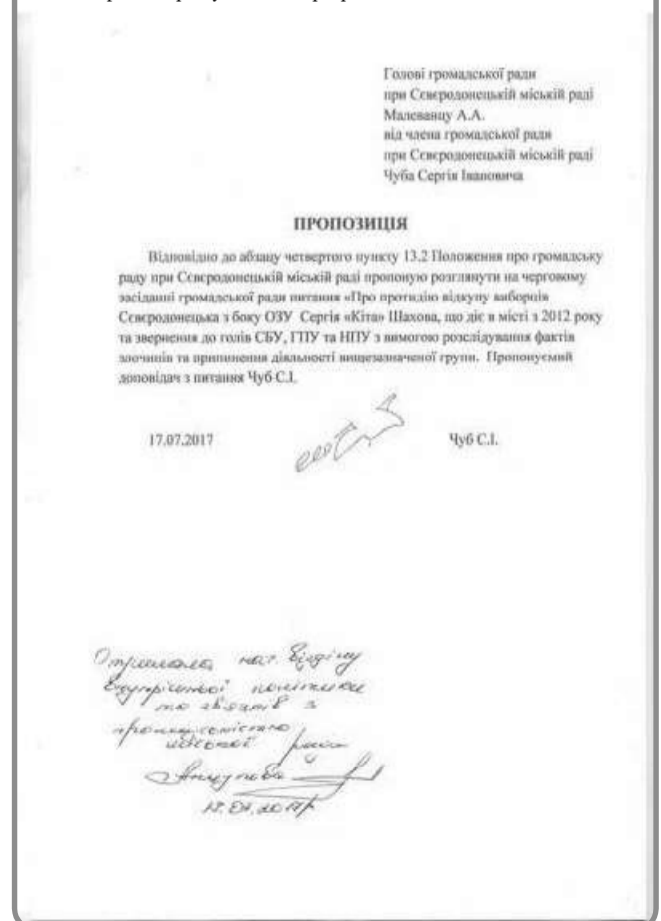 Голові громадської ради
при Сєвєродонецькій міській раді
Малеванцу А.А.
від члена громадської ради
при Сєвєродонецькій міській раді
Чуба Сергія Івановича
ПРОПОЗИЦІЯ
Відповідно до абзацу четвертого пункту 13.2 Положення про громадську
раду при Сєвєродонецькій міській раді пропоную розглянути на черговому
засіданні громадської ради питання «Про протидію відкупу виборців
Сєвєродонецька з боку ОЗУ Сергія «Кіта» Шахова, що діє в місті з 2012 року
та звернення до голів СБУ, ГПУ та НПУ з вимогою розслідування фактів
злочинів та припинення діяльності вищезазначеної групи. Пропонуємий
доповідач з питання Чуб С.І.
17.07.2017 Чуб С.І.
Отримала нач. відділу
внутрішньої політики
та зв'язків з
громадськістю
міської ради